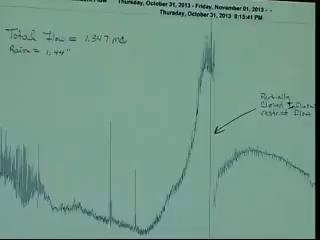 Flow
Thursday, October 31, 2013 - Friday, November 01, 2013 - -
Thursday, October 31, 2013 8:13:41 PM
Total flow = 1.347 MG
Rain = 1.44"
Partially
Closed Influent
restrict flow